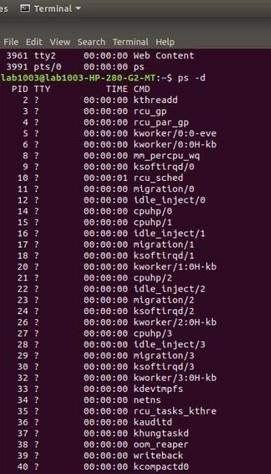 es Terminal
File Edit View Search Terminal Help
3961 tty2 00:00:00 Web Content
3991 pts/0 00:00:00 ps
lab1003@lab1003-HP-280-G2-MT:~$ ps -d
PID TTY TIME CMD
2 ? 00:00:00 kthreadd
3 ? 00:00:00 rcu_gp
4 ? 00:00:00 rcu_par_gp
5 ? 00:00:00 kworker/0:0-eve
6 ? 00:00:00 kworker/0:0H-kb
8 ? 00:00:00 mm_percpu_wq
9 ? 00:00:00 ksoftirqd/0
10 ? 00:00:01 rcu_sched
11 ? 00:00:00 migration/0
12 ? 00:00:00 idle_inject/0
14 ? 00:00:00 cpuhp/0
15 ? 00:00:00 cpuhp/1
16 ? 00:00:00 idle_inject/1
17 ? 00:00:00 migration/1
18 ? 00:00:00 ksoftirqd/1
20 ? 00:00:00 kworker/1:0H-kb
21 ? 00:00:00 cpuhp/2
22 ? 00:00:00 idle_inject/2
23 ? 00:00:00 migration/2
24 ? 00:00:00 ksoftirqd/2
26 ? 00:00:00 kworker/2:0H-kb
27 ? 00:00:00 cpuhp/3
28 ? 00:00:00 idle_inject/3
29 ? 00:00:00 migration/3
30 ? 00:00:00 ksoftirqd/3
32 ? 00:00:00 kworker/3:0H-kb
33 ? 00:00:00 kdevtmpfs
34 ? 00:00:00 netns
35 ? 00:00:00 rcu_tasks_kthre
36 ? 00:00:00 kauditd
37 ? 00:00:00 khungtaskd
38 ? 00:00:00 oom_reaper
39 ? 00:00:00 writeback
40 ? 00:00:00 kcompactd0